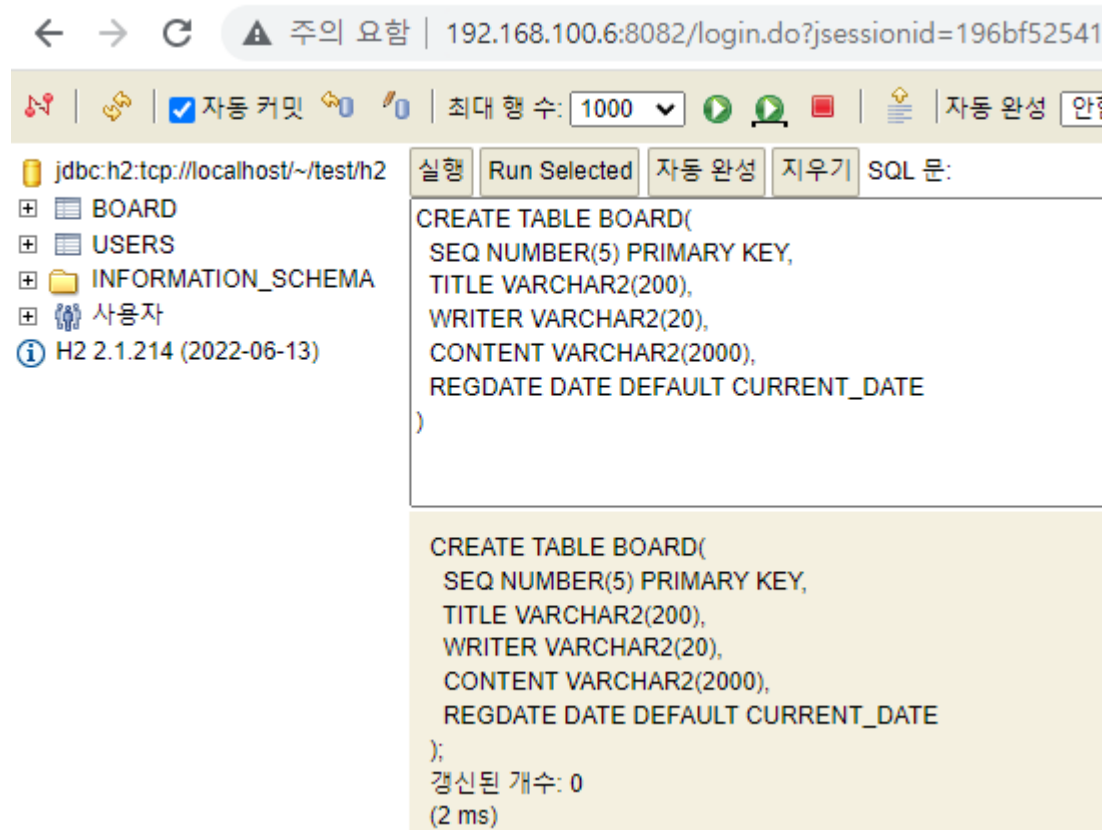 주의 요함 | 192.168.100.6:8082/login.do?jsessionid=196bf52541
자동 커밋 최대 행 수: 1000 자동 완성
jdbc:h2:tcp://localhost/~/test/h2
BOARD
USERS
INFORMATION_SCHEMA
사용자
H2 2.1.214 (2022-06-13)
실행 Run Selected 자동 완성 지우기 SQL 문:
CREATE TABLE BOARD(
SEQ NUMBER(5) PRIMARY KEY,
TITLE VARCHAR2(200),
WRITER VARCHAR2(20),
CONTENT VARCHAR2(2000),
REGDATE DATE DEFAULT CURRENT_DATE
)
CREATE TABLE BOARD(
SEQ NUMBER(5) PRIMARY KEY,
TITLE VARCHAR2(200),
WRITER VARCHAR2(20),
CONTENT VARCHAR2(2000),
REGDATE DATE DEFAULT CURRENT_DATE
);
갱신된 개수: 0
(2 ms)